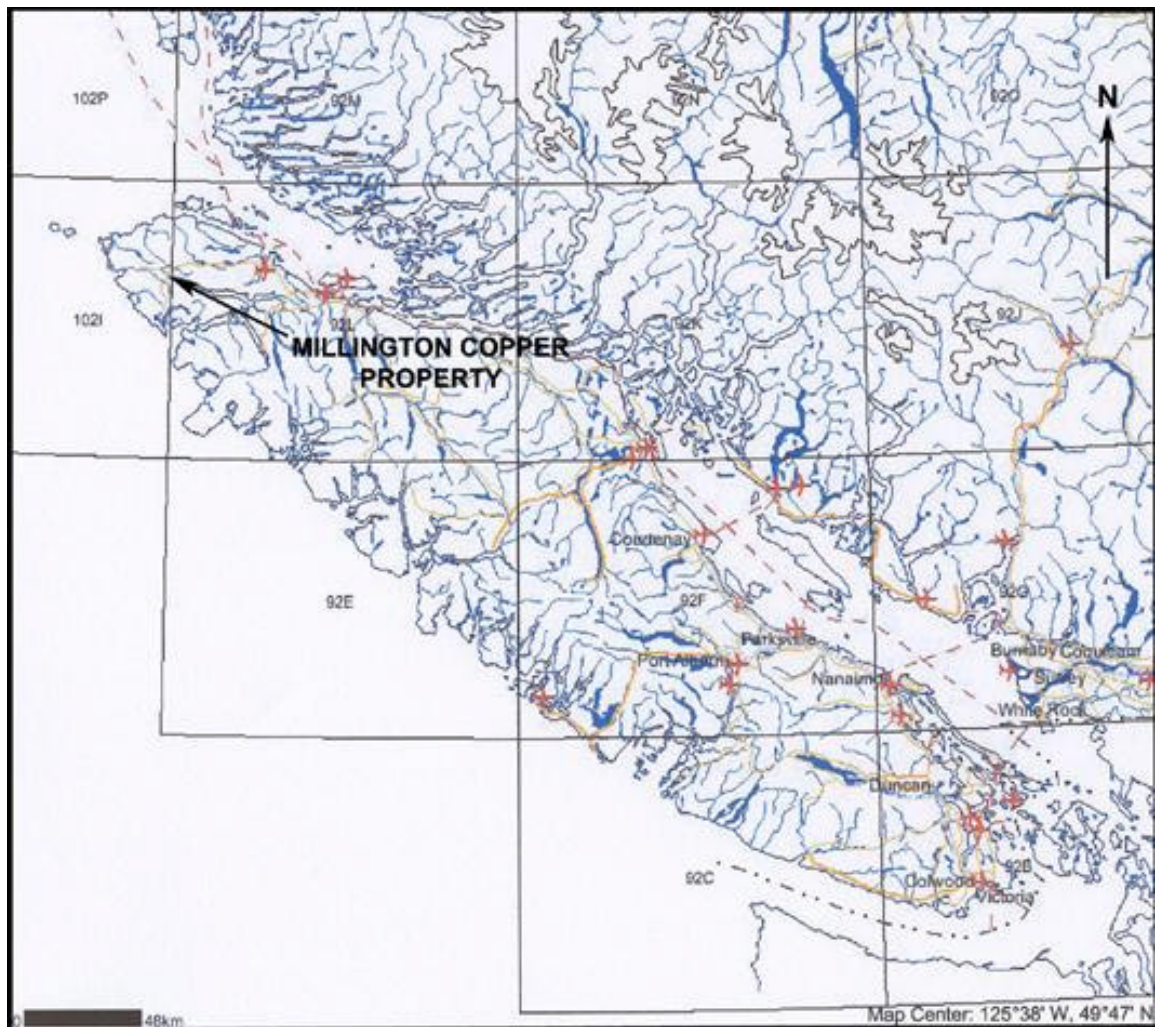 102P
92M
92N
92O
N
102I
92L
92K
92J
MILLINGTON COPPER
PROPERTY
Courtenay
92E
92F
92G
Parksville
Burnaby Coquitlam
Port Alberni
Nanaimo
Surrey
White Rock
Duncan
92C
92B
Colwood
Victoria
0 48km
Map Center: 125°38' W, 49°47' N